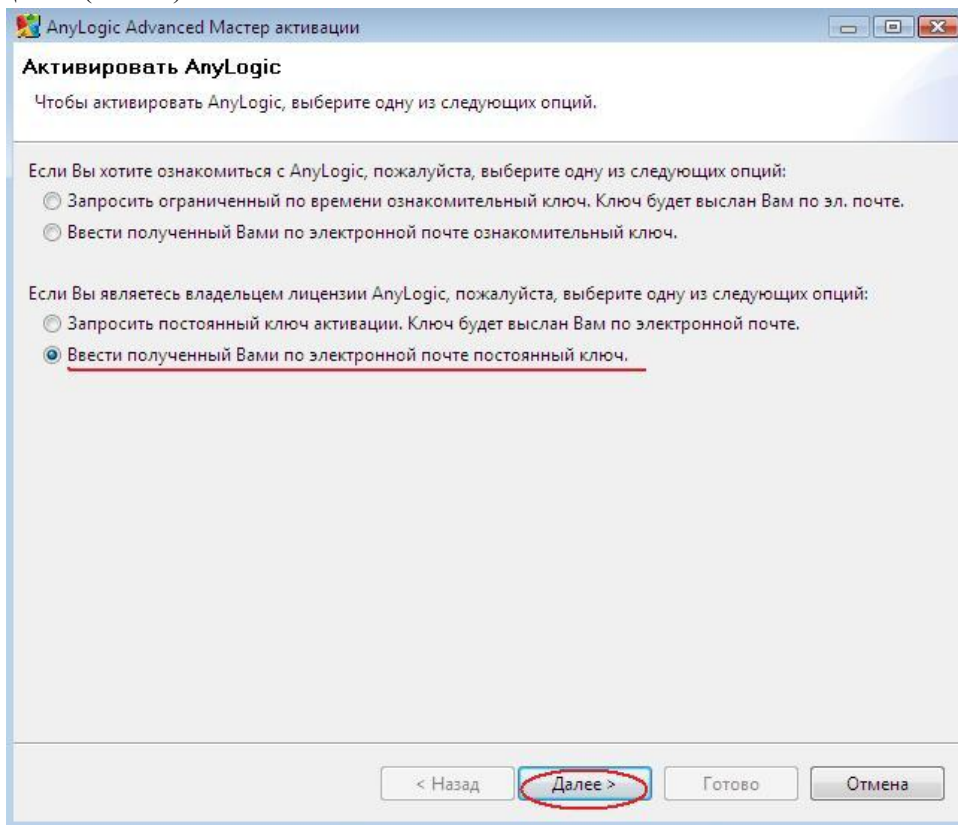 AnyLogic Advanced Мастер активации
Активировать AnyLogic
Чтобы активировать AnyLogic, выберите одну из следующих опций.
Если Вы хотите ознакомиться с AnyLogic, пожалуйста, выберите одну из следующих опций:
Запросить ограниченный по времени ознакомительный ключ. Ключ будет выслан Вам по эл. почте.
Ввести полученный Вами по электронной почте ознакомительный ключ.
Если Вы являетесь владельцем лицензии AnyLogic, пожалуйста, выберите одну из следующих опций:
Запросить постоянный ключ активации. Ключ будет выслан Вам по электронной почте.
Ввести полученный Вами по электронной почте постоянный ключ.
< Назад Далее > Готово Отмена